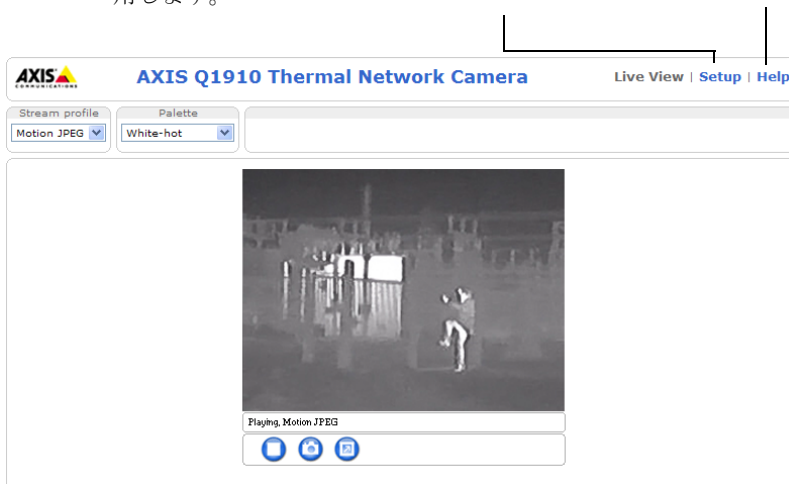 用します。
AXIS
COMMUNICATIONS
AXIS Q1910 Thermal Network Camera
Live View | Setup | Help
Stream profile
Palette
Motion JPEG
White-hot
Playing, Motion JPEG